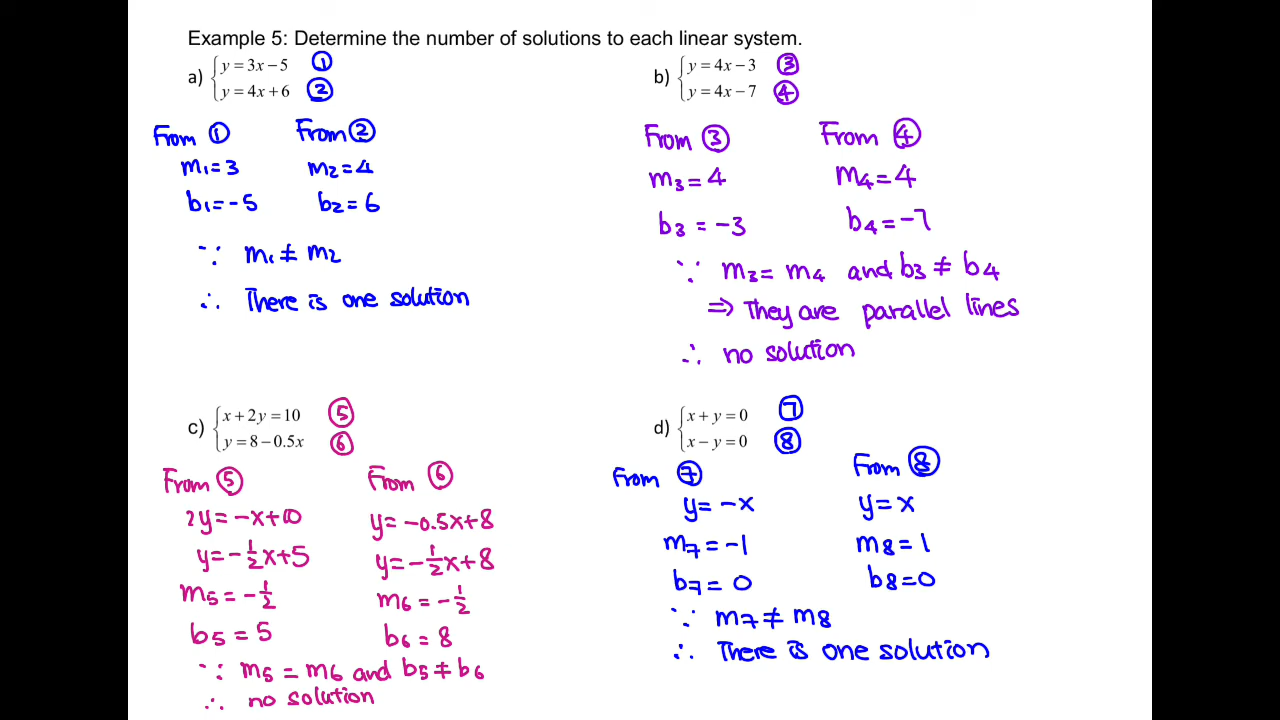 Example 5: Determine the number of solutions to each linear system.
a) { y = 3x − 5 ①
y = 4x + 6 ②
From ① From ②
m₁ = 3 m₂ = 4
b₁ = −5 b₂ = 6
∵ m₁ ≠ m₂
∴ There is one solution
b) { y = 4x − 3 ③
y = 4x − 7 ④
From ③ From ④
m₃ = 4 m₄ = 4
b₃ = −3 b₄ = −7
∵ m₃ = m₄ and b₃ ≠ b₄
⇒ They are parallel lines
∴ no solution
c) { x + 2y = 10 ⑤
y = 8 − 0.5x ⑥
From ⑤ From ⑥
2y = −x+10 y = −0.5x+8
y = −½x+5 y = −½x+8
m₅ = −½ m₆ = −½
b₅ = 5 b₆ = 8
∵ m₅ = m₆ and b₅ ≠ b₆
∴ no solution
d) { x + y = 0 ⑦
x − y = 0 ⑧
From ⑦ From ⑧
y = −x y = x
m₇ = −1 m₈ = 1
b₇ = 0 b₈ = 0
∵ m₇ ≠ m₈
∴ There is one solution